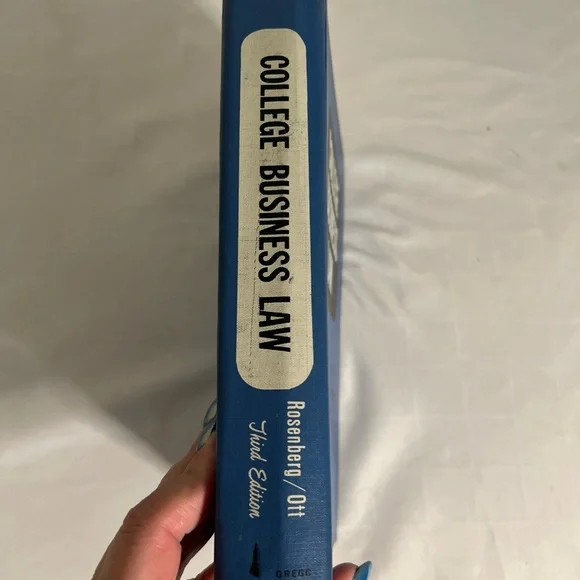 COLLEGE BUSINESS LAW
Rosenberg / Ott
Third Edition
GREGG